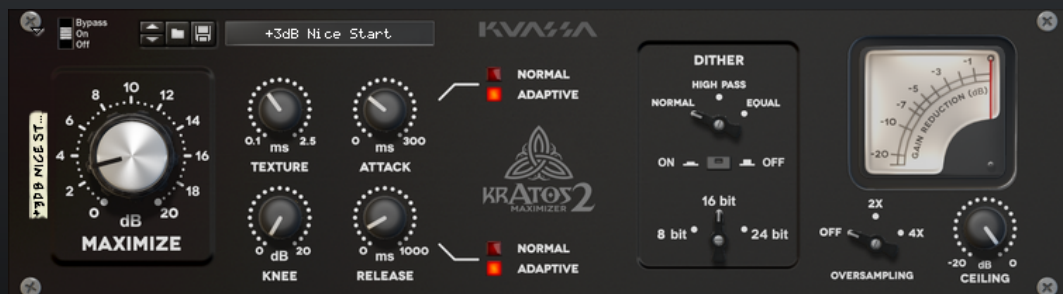 Bypass
On
Off
+3dB Nice Start
KVASSA
+3DB NICE ST...
0 2 4 6 8 10 12 14 16 18 20
dB
MAXIMIZE
0.1 ms 2.5
TEXTURE
0 ms 300
ATTACK
0 dB 20
KNEE
0 ms 1000
RELEASE
NORMAL
ADAPTIVE
KRATOS 2
MAXIMIZER
NORMAL
ADAPTIVE
DITHER
HIGH PASS
NORMAL
EQUAL
ON
OFF
16 bit
8 bit
24 bit
-20 -10 -7 -5 -3 -1
GAIN REDUCTION (dB)
2X
OFF
4X
OVERSAMPLING
-20 dB 0
CEILING